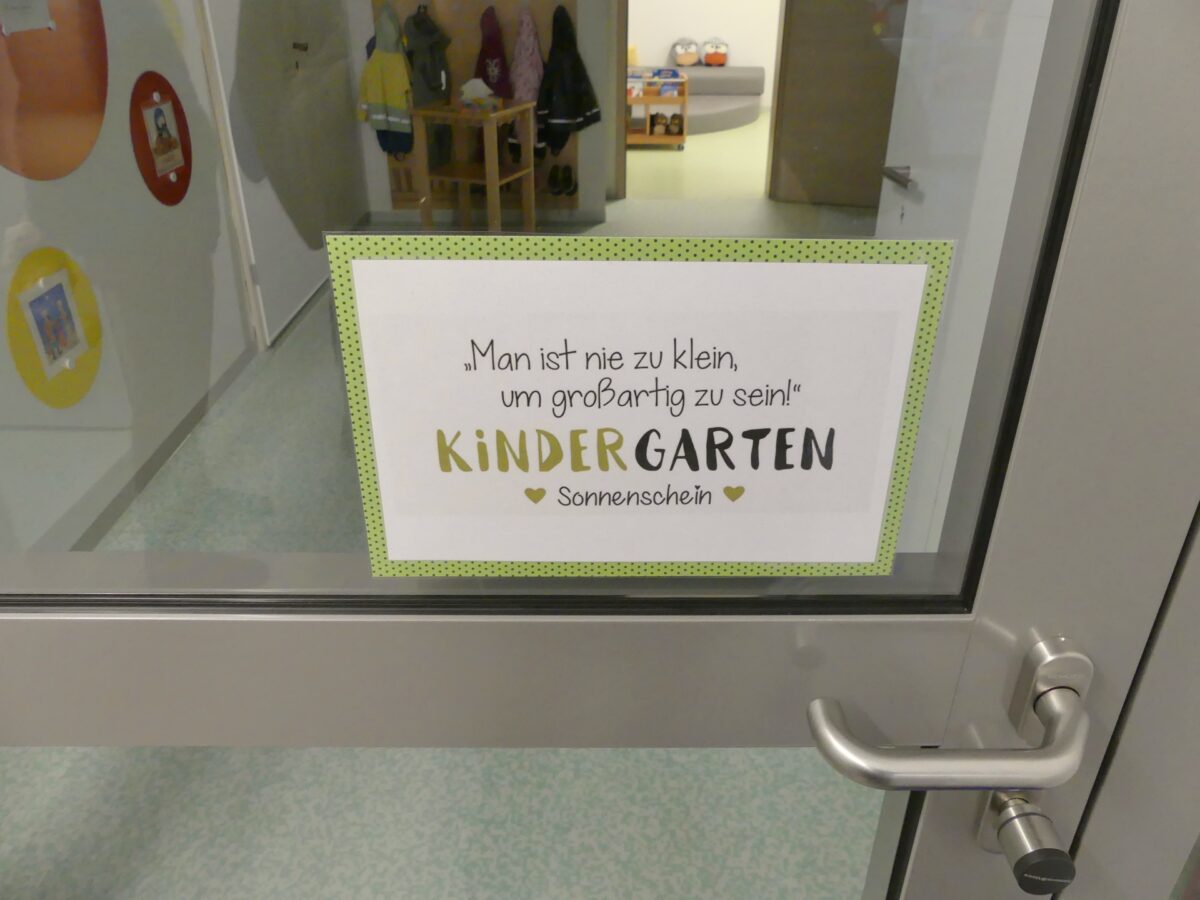 „Man ist nie zu klein,
um großartig zu sein!“
KiNDERGARTEN
Sonnenschein